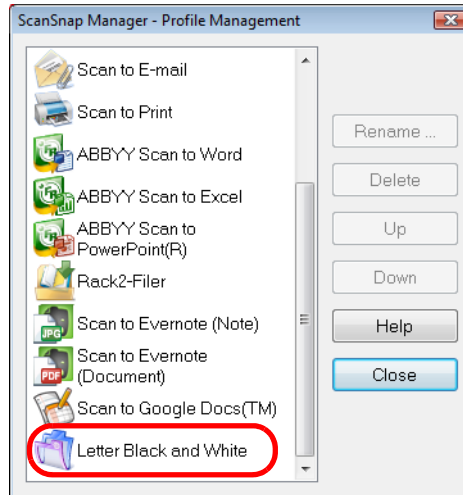 ScanSnap Manager - Profile Management
Scan to E-mail
Scan to Print
ABBYY Scan to Word
ABBYY Scan to Excel
ABBYY Scan to
PowerPoint(R)
Rack2-Filer
Scan to Evernote (Note)
JPG
Scan to Evernote
(Document)
PDF
Scan to Google Docs(TM)
Letter Black and White
Rename ...
Delete
Up
Down
Help
Close